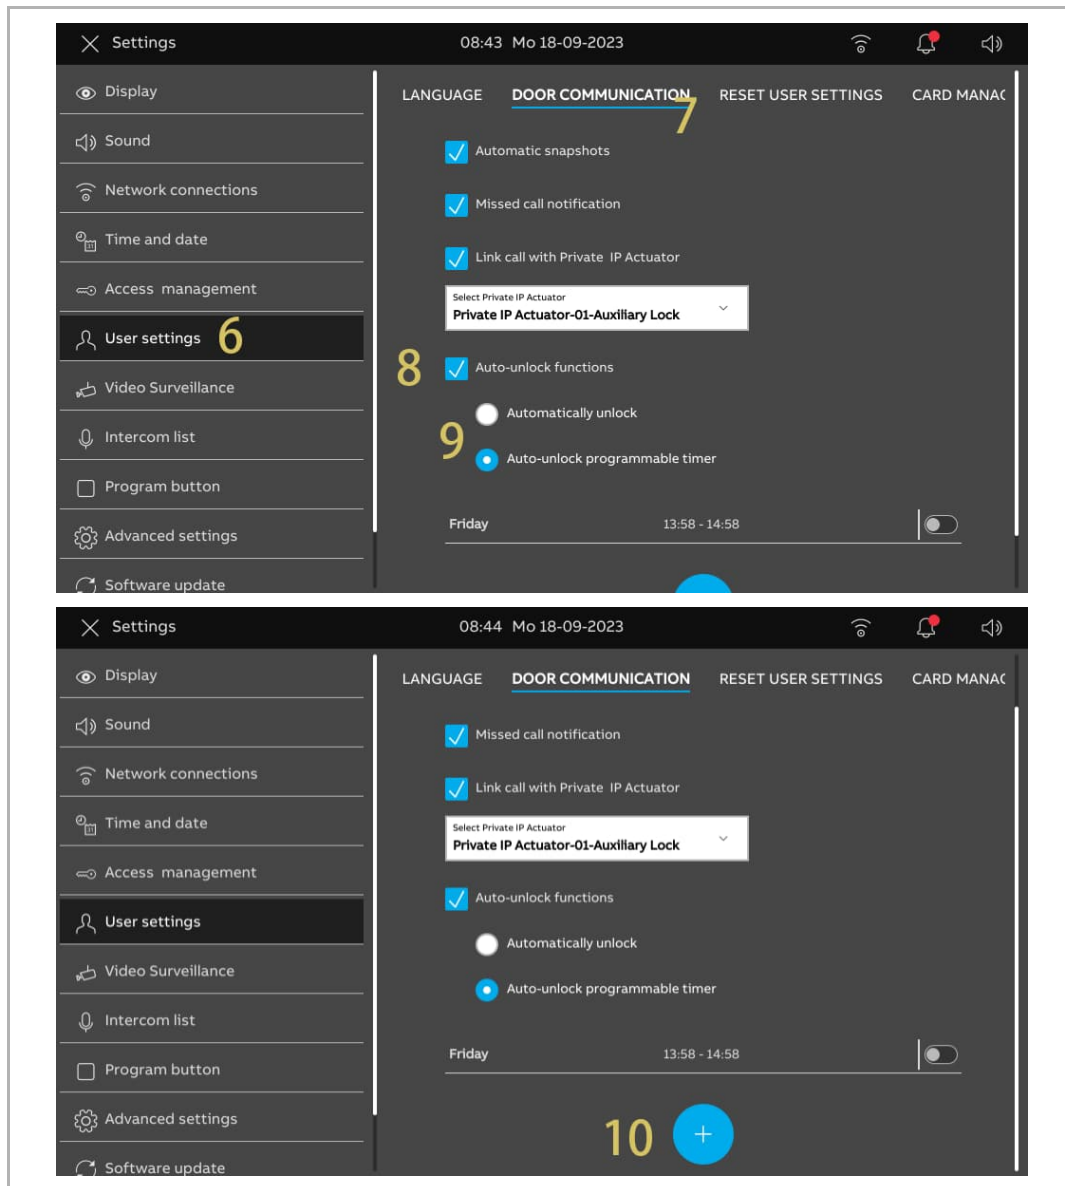 Settings
08:43 Mo 18-09-2023
Display
Sound
Network connections
Time and date
Access management
User settings 6
Video Surveillance
Intercom list
Program button
Advanced settings
Software update
LANGUAGE DOOR COMMUNICATION RESET USER SETTINGS CARD MANAC
7
Automatic snapshots
Missed call notification
Link call with Private IP Actuator
Select Private IP Actuator
Private IP Actuator-01-Auxiliary Lock
8 Auto-unlock functions
Automatically unlock
9
Auto-unlock programmable timer
Friday 13:58 - 14:58
Settings
08:44 Mo 18-09-2023
Display
Sound
Network connections
Time and date
Access management
User settings
Video Surveillance
Intercom list
Program button
Advanced settings
Software update
LANGUAGE DOOR COMMUNICATION RESET USER SETTINGS CARD MANAC
Missed call notification
Link call with Private IP Actuator
Select Private IP Actuator
Private IP Actuator-01-Auxiliary Lock
Auto-unlock functions
Automatically unlock
Auto-unlock programmable timer
Friday 13:58 - 14:58
10 +